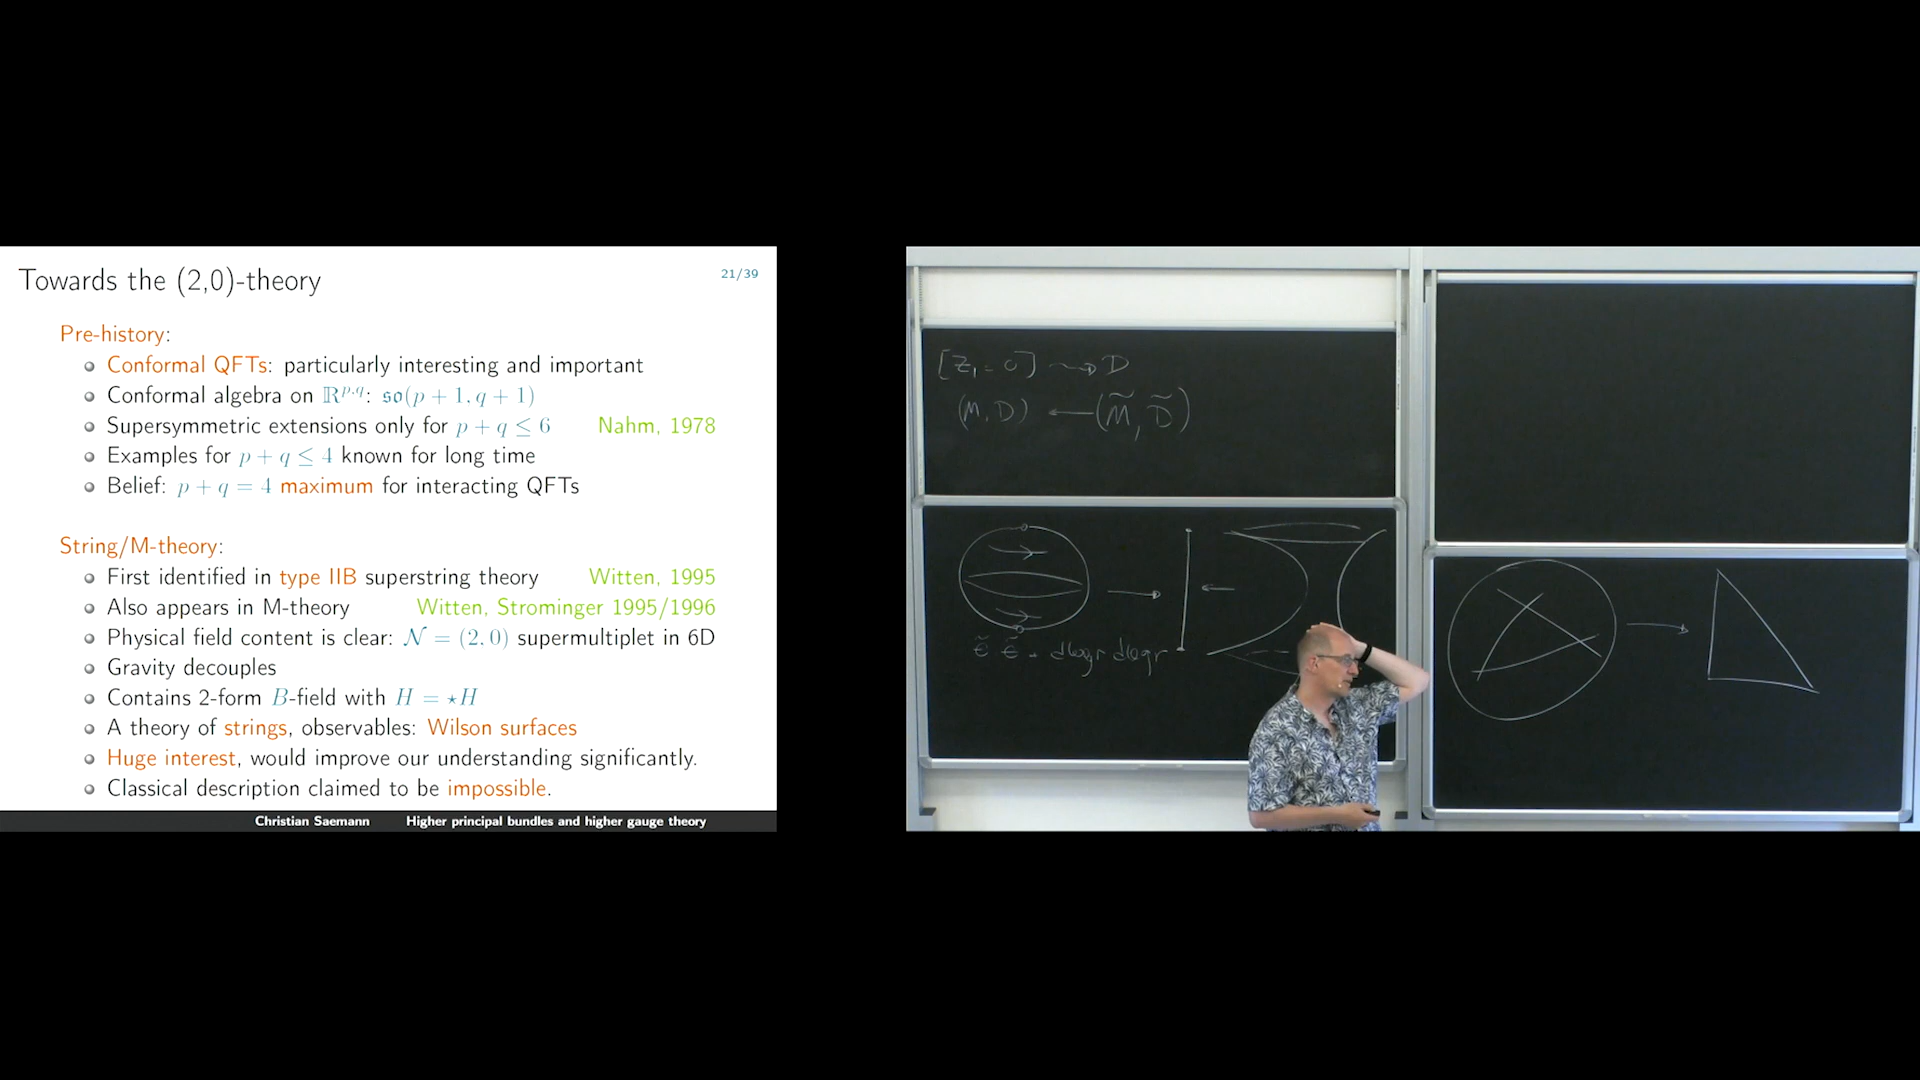 Towards the (2,0)-theory
21/39
Pre-history:
Conformal QFTs: particularly interesting and important
Conformal algebra on ℝ^{p,q}: 𝔰𝔬(p + 1, q + 1)
Supersymmetric extensions only for p + q ≤ 6 Nahm, 1978
Examples for p + q ≤ 4 known for long time
Belief: p + q = 4 maximum for interacting QFTs
String/M-theory:
First identified in type IIB superstring theory Witten, 1995
Also appears in M-theory Witten, Strominger 1995/1996
Physical field content is clear: 𝒩 = (2,0) supermultiplet in 6D
Gravity decouples
Contains 2-form B-field with H = ⋆H
A theory of strings, observables: Wilson surfaces
Huge interest, would improve our understanding significantly.
Classical description claimed to be impossible.
Christian Saemann Higher principal bundles and higher gauge theory
[Z₁ = 0] ⇝ D
(M, D) ← (M̃, D̃)
dlogr dlogr